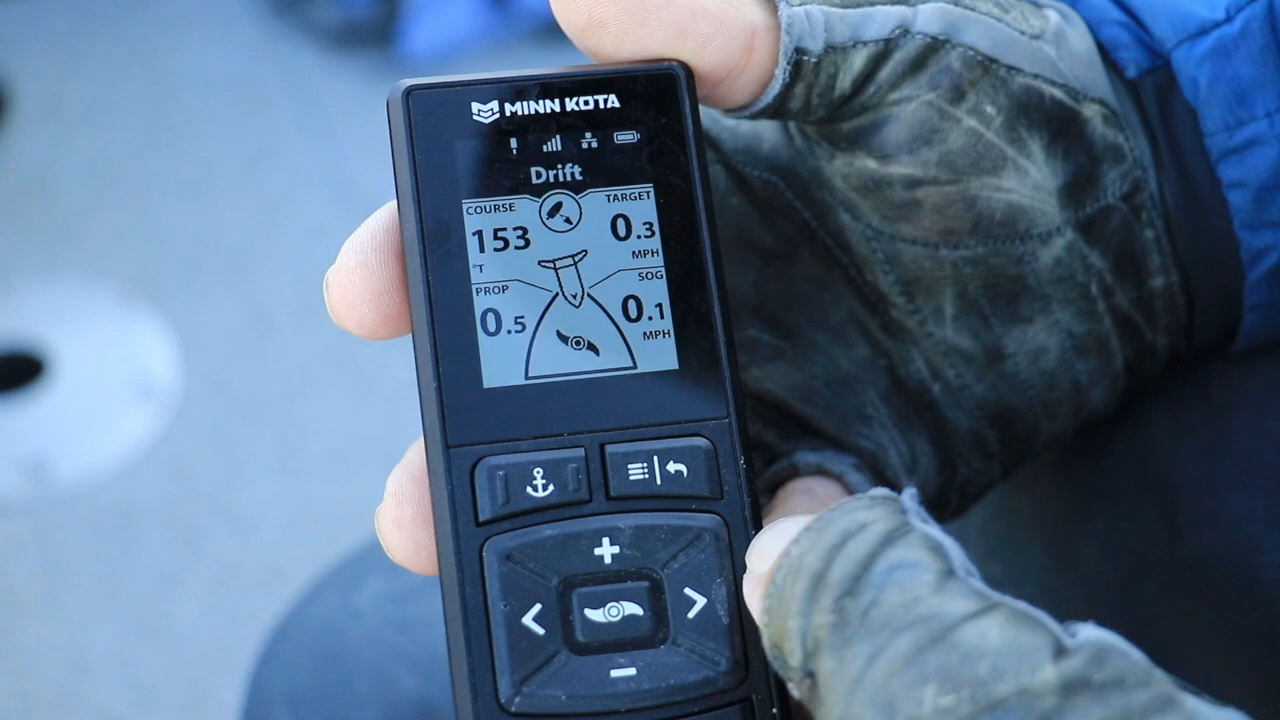 MINN KOTA
Drift
COURSE
153
°T
TARGET
0.3
MPH
PROP
0.5
SOG
0.1
MPH